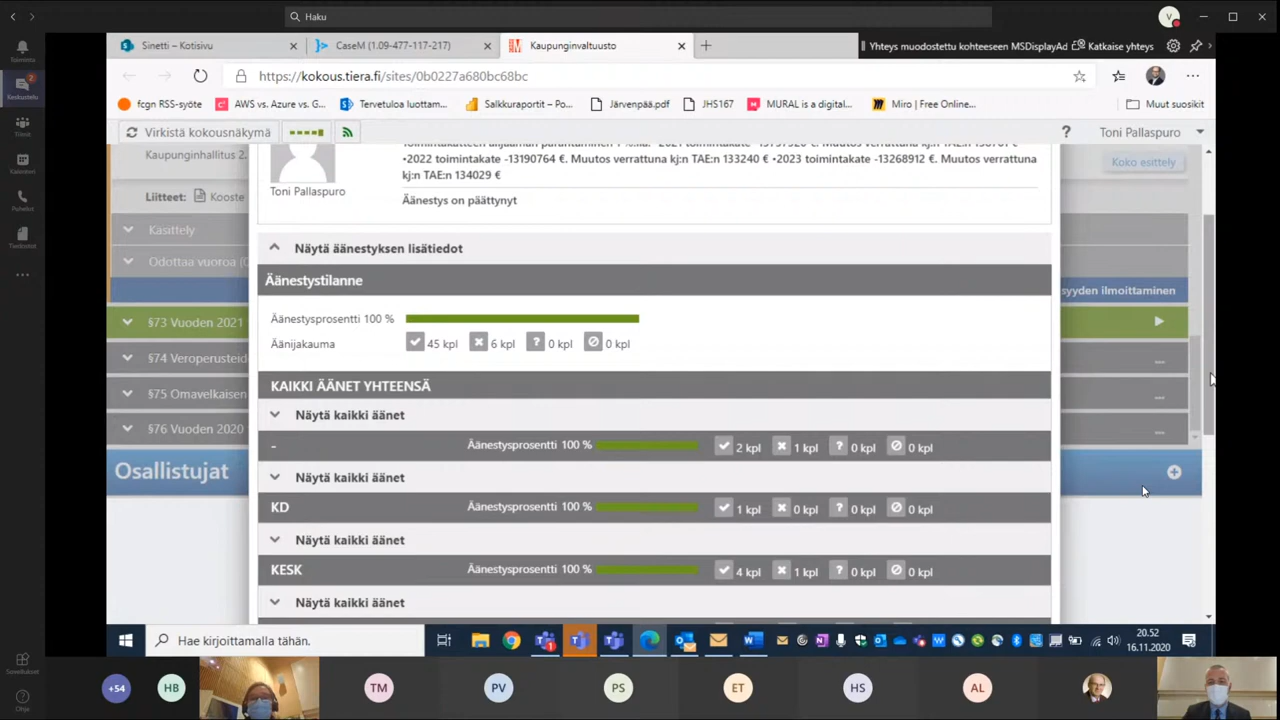 Haku
V
Sinetti – Kotisivu
CaseM (1.09-477-117-217)
Kaupunginvaltuusto
Yhteys muodostettu kohteeseen MSDisplayAd
Katkaise yhteys
https://kokous.tiera.fi/sites/0b0227a680bc68bc
fcgn RSS-syöte
AWS vs. Azure vs. G...
Tervetuloa luottam...
Salkkuraportit – Po...
Järvenpää.pdf
JHS167
MURAL is a digital...
Miro | Free Online...
Muut suosikit
Virkistä kokousnäkymä
Toni Pallaspuro
Kaupunginhallitus 2.
•2022 toimintakate -13190764 €. Muutos verrattuna kj:n TAE:n 133240 € •2023 toimintakate -13268912 €. Muutos verrattuna
kj:n TAE:n 134029 €
Koko esittely
Toni Pallaspuro
Liitteet: Kooste
Äänestys on päättynyt
Käsittely
Näytä äänestyksen lisätiedot
Odottaa vuoroa (
Äänestystilanne
syyden ilmoittaminen
§73 Vuoden 2021
Äänestysprosentti 100 %
Äänijakauma 45 kpl 6 kpl 0 kpl 0 kpl
§74 Veroperusteide
KAIKKI ÄÄNET YHTEENSÄ
§75 Omavelkaisen
Näytä kaikki äänet
§76 Vuoden 2020
- Äänestysprosentti 100 % 2 kpl 1 kpl 0 kpl 0 kpl
Osallistujat
Näytä kaikki äänet
KD Äänestysprosentti 100 % 1 kpl 0 kpl 0 kpl 0 kpl
Näytä kaikki äänet
KESK Äänestysprosentti 100 % 4 kpl 1 kpl 0 kpl 0 kpl
Näytä kaikki äänet
Hae kirjoittamalla tähän.
20.52
16.11.2020
+54
HB
TM
PV
PS
ET
HS
AL